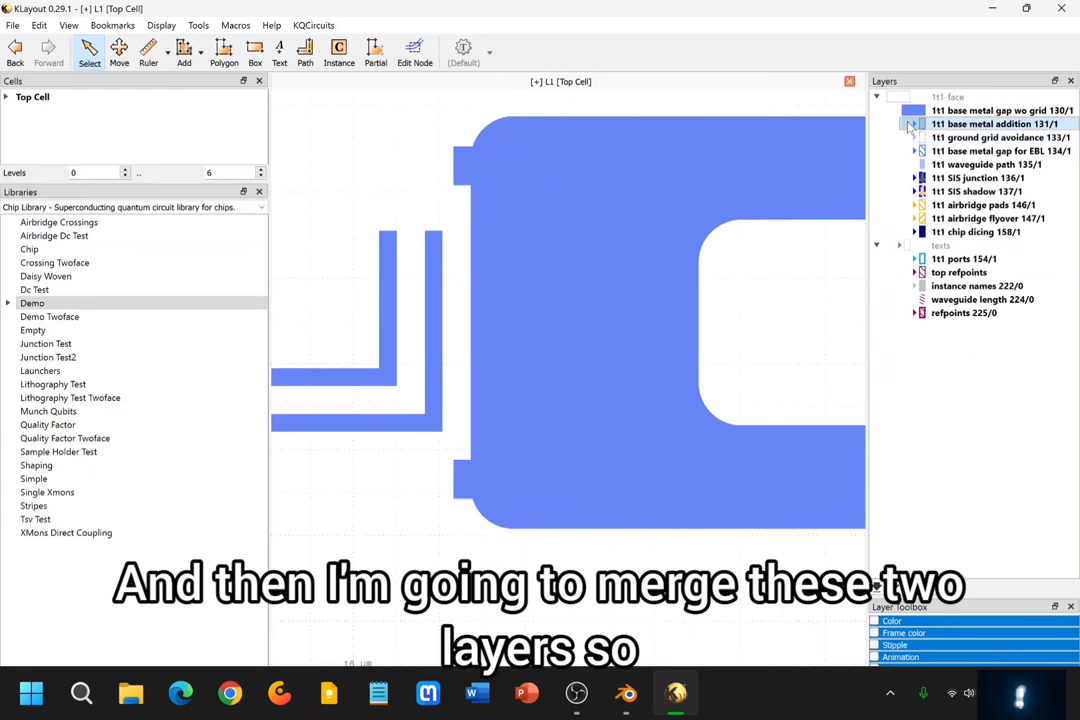 KLayout 0.29.1 - [+] L1 [Top Cell]
File Edit View Bookmarks Display Tools Macros Help KQCircuits
Back Forward Select Move Ruler Add Polygon Box Text Path Instance Partial Edit Node (Default)
Cells
Top Cell
Levels 0 .. 6
Libraries
Chip Library - Superconducting quantum circuit library for chips.
Airbridge Crossings
Airbridge Dc Test
Chip
Crossing Twoface
Daisy Woven
Dc Test
Demo
Demo Twoface
Empty
Junction Test
Junction Test2
Launchers
Lithography Test
Lithography Test Twoface
Munch Qubits
Quality Factor
Quality Factor Twoface
Sample Holder Test
Shaping
Simple
Single Xmons
Stripes
Tsv Test
XMons Direct Coupling
[+] L1 [Top Cell]
Layers
1t1-face
1t1 base metal gap wo grid 130/1
1t1 base metal addition 131/1
1t1 ground grid avoidance 133/1
1t1 base metal gap for EBL 134/1
1t1 waveguide path 135/1
1t1 SIS junction 136/1
1t1 SIS shadow 137/1
1t1 airbridge pads 146/1
1t1 airbridge flyover 147/1
1t1 chip dicing 158/1
texts
1t1 ports 154/1
top refpoints
instance names 222/0
waveguide length 224/0
refpoints 225/0
Layer Toolbox
Color
Frame color
Stipple
Animation
And then I'm going to merge these two
layers so